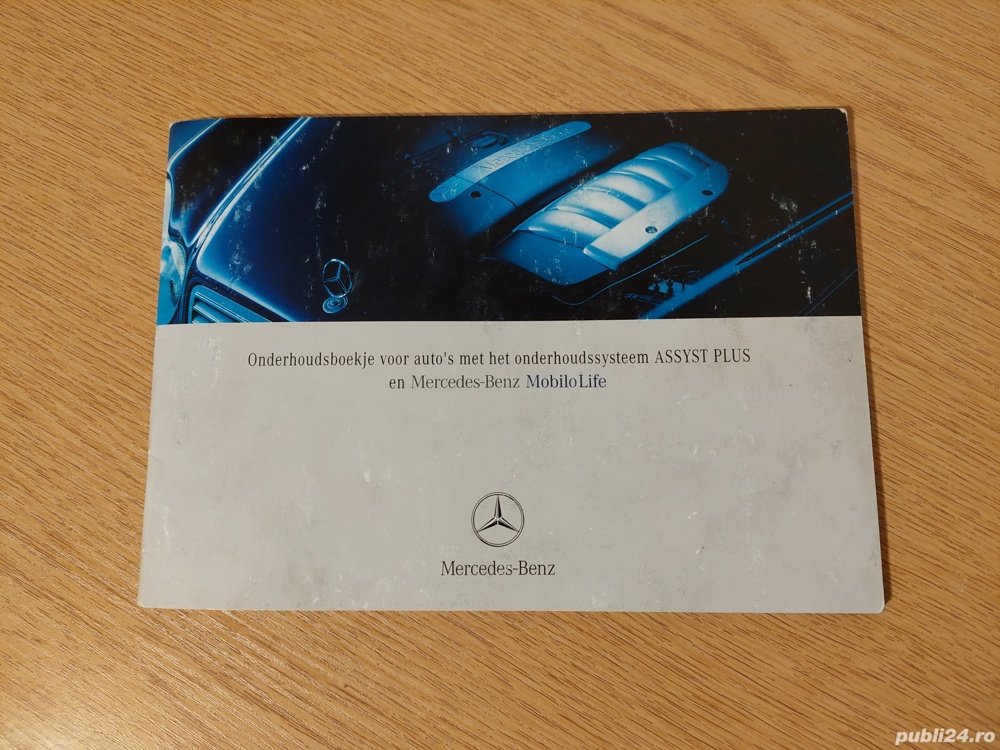 Onderhoudsboekje voor auto's met het onderhoudssysteem ASSYST PLUS
en Mercedes-Benz MobiloLife
Mercedes-Benz
publi24.ro